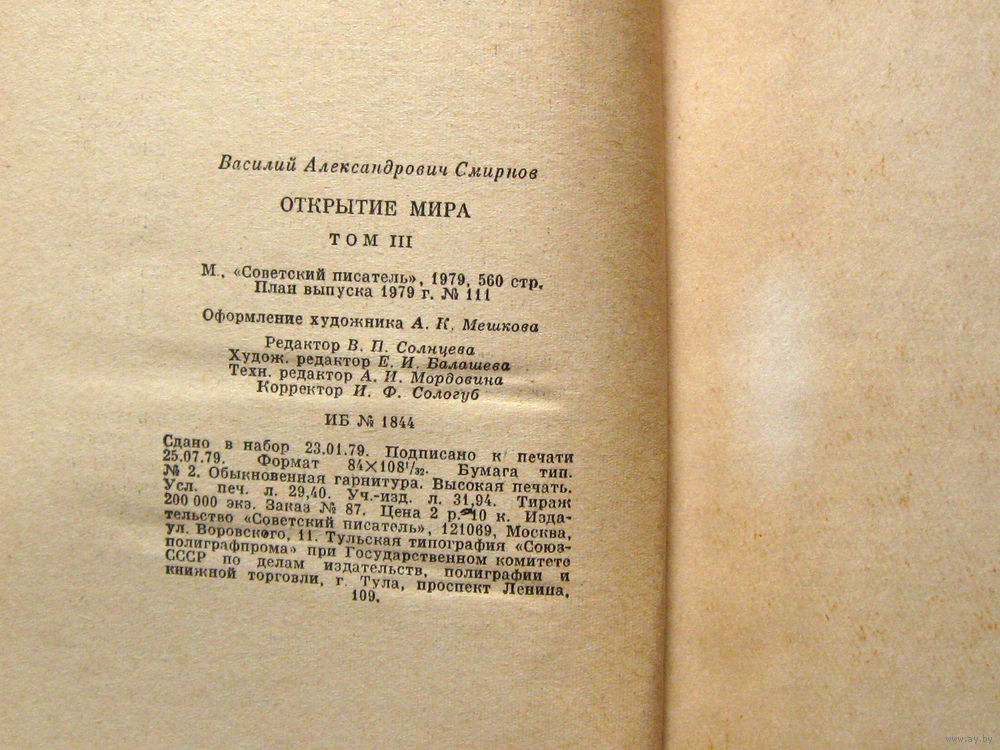 Василий Александрович Смирнов
ОТКРЫТИЕ МИРА
ТОМ III
М., «Советский писатель», 1979, 560 стр.
План выпуска 1979 г. № 111
Оформление художника А. К. Мешкова
Редактор В. П. Солнцева
Худож. редактор Е. И. Балашева
Техн. редактор А. И. Мордовина
Корректор И. Ф. Сологуб
ИБ № 1844
Сдано в набор 23.01.79. Подписано к печати
25.07.79. Формат 84×108¹/₃₂. Бумага тип.
№ 2. Обыкновенная гарнитура. Высокая печать.
Усл. печ. л. 29,40. Уч.-изд. л. 31,94. Тираж
200 000 экз. Заказ № 87. Цена 2 р. 10 к. Изда-
тельство «Советский писатель», 121069, Москва,
ул. Воровского, 11. Тульская типография «Союз-
полиграфпрома» при Государственном комитете
СССР по делам издательств, полиграфии и
книжной торговли, г. Тула, проспект Ленина,
109.
www.ay.by